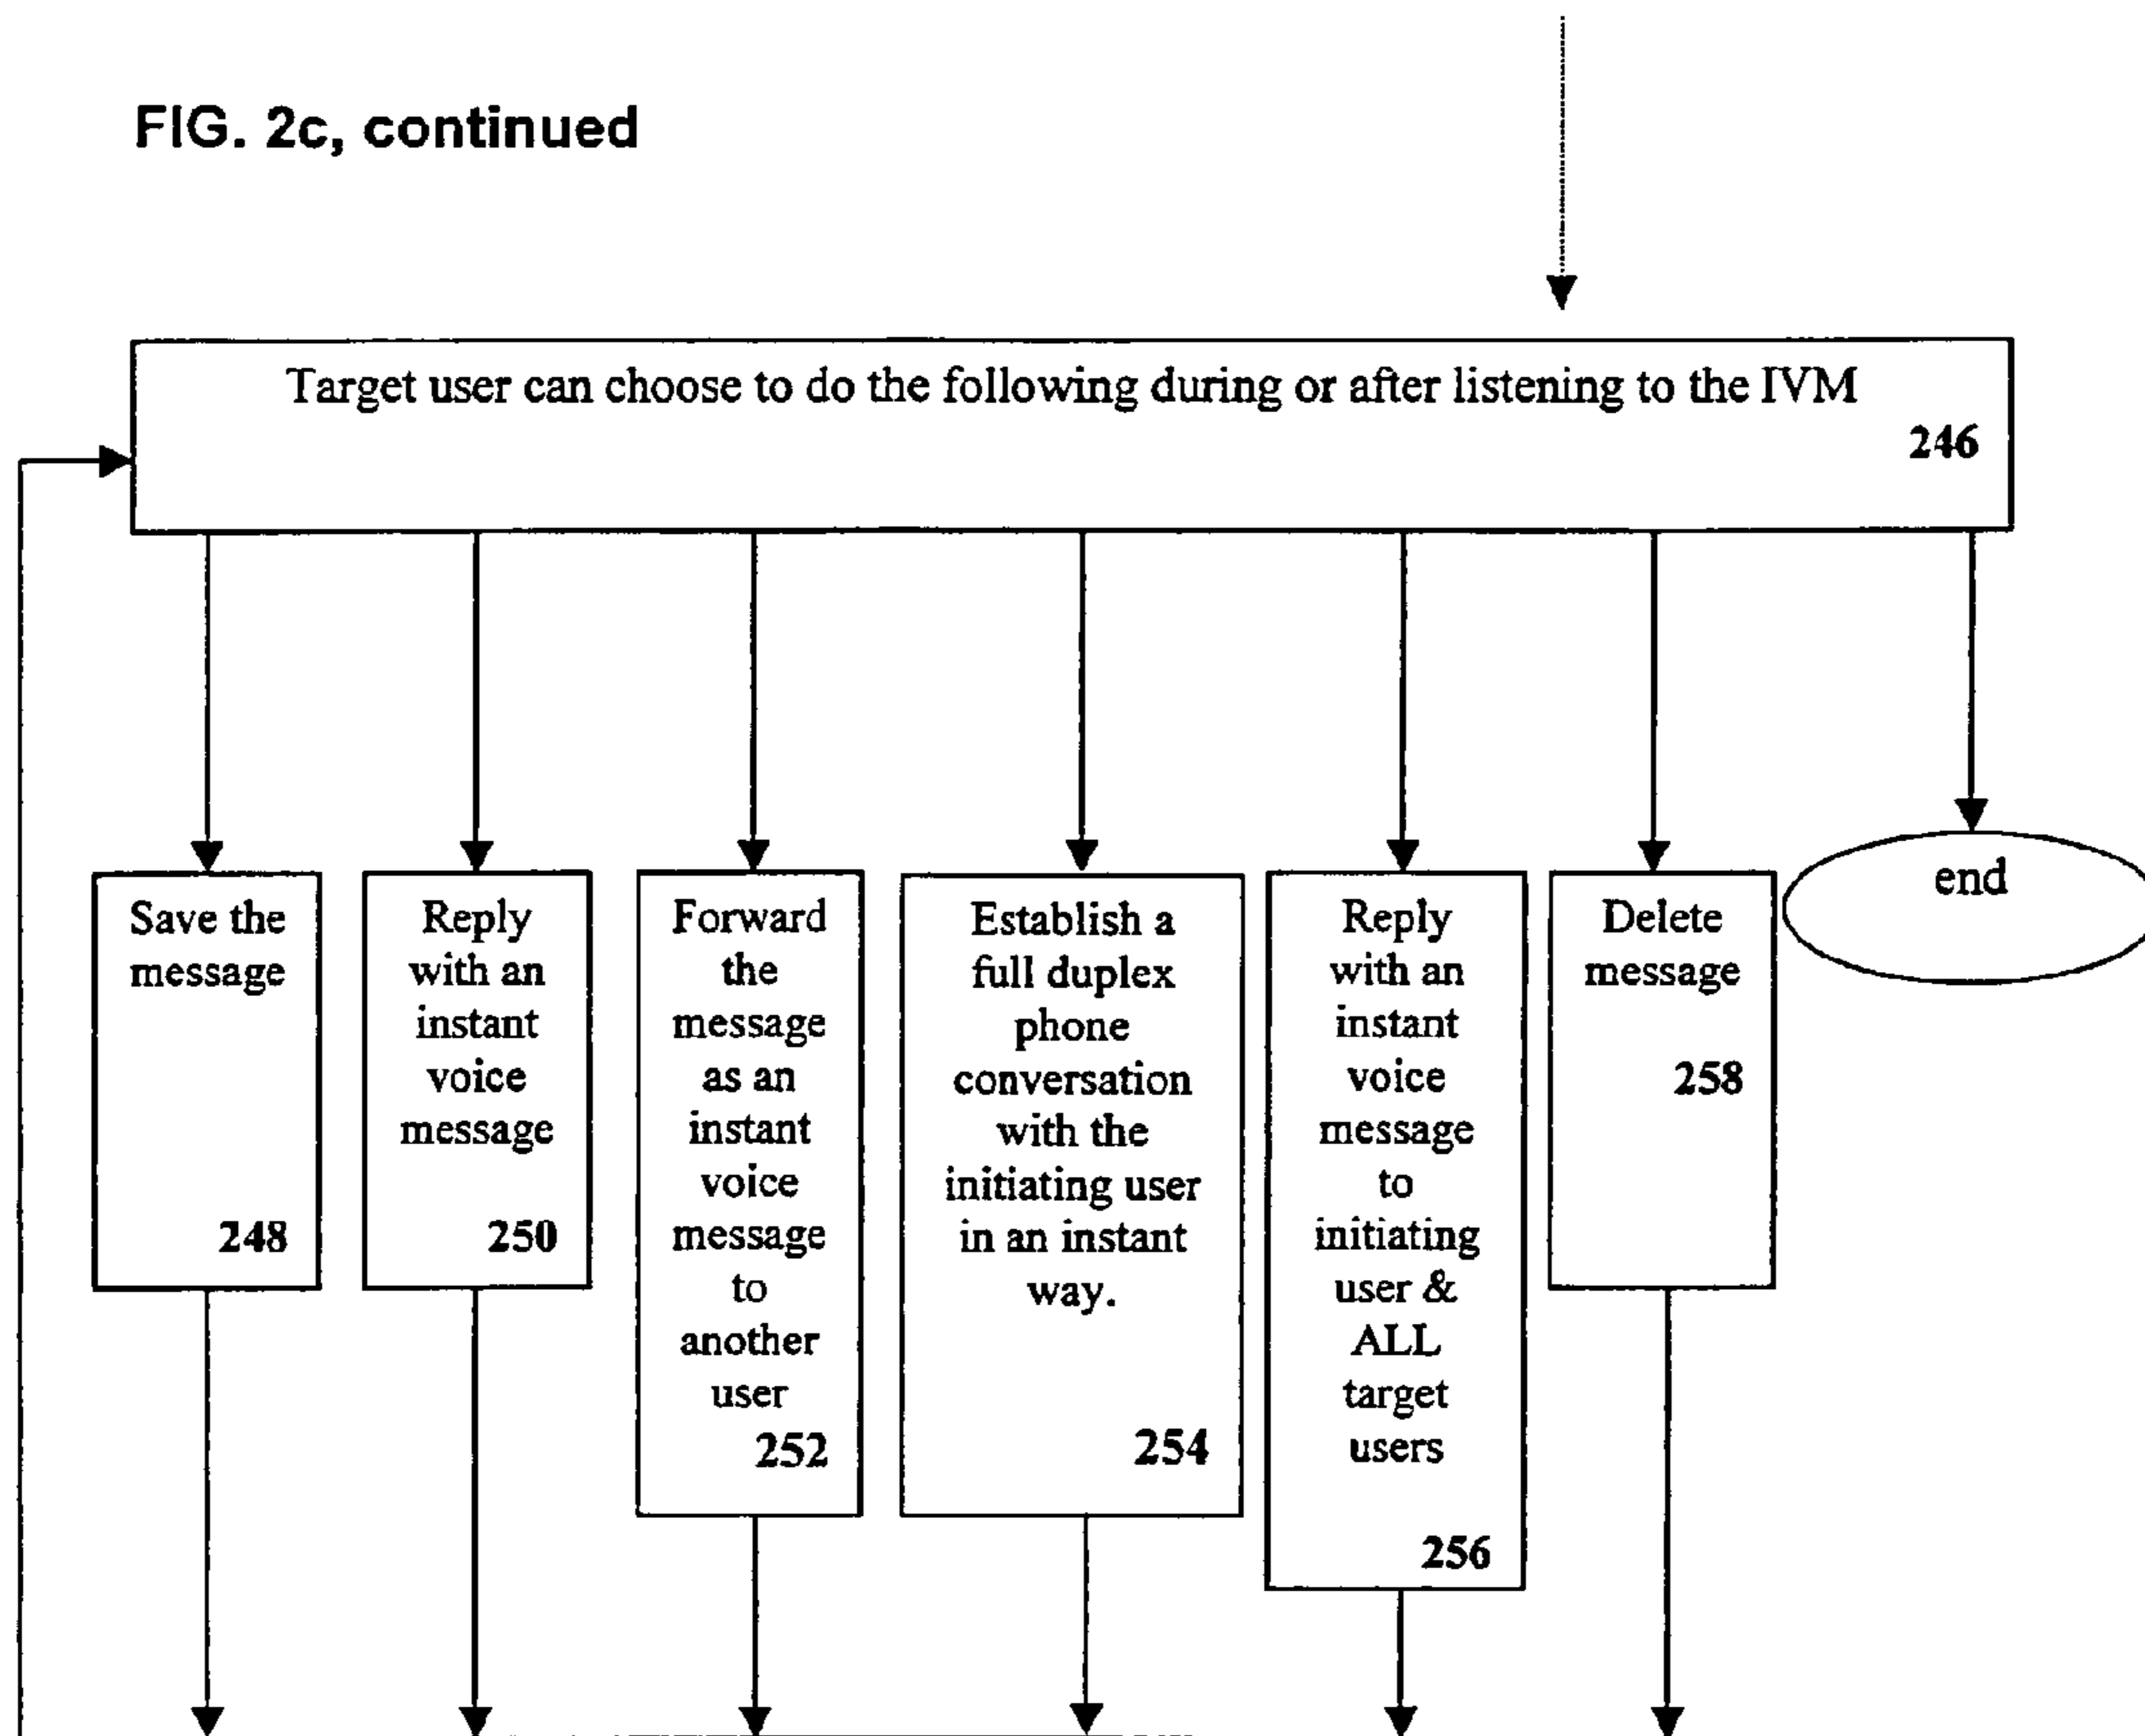 FIG. 2c, continued
Target user can choose to do the following during or after listening to the IVM
246
Save the
message
248
Reply
with an
instant
voice
message
250
Forward
the
message
as an
instant
voice
message
to
another
user
252
Establish a
full duplex
phone
conversation
with the
initiating user
in an instant
way.
254
Reply
with an
instant
voice
message
to
initiating
user &
ALL
target
users
256
Delete
message
258
end